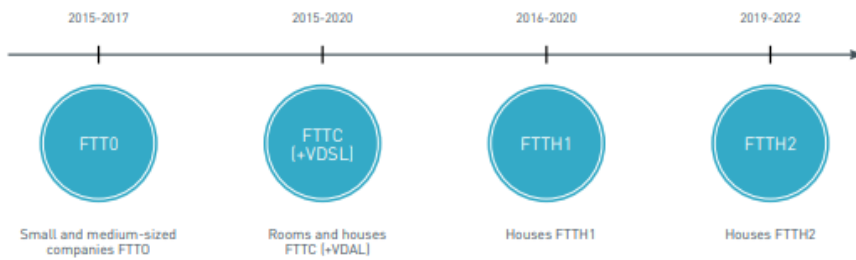 2015-2017
2015-2020
2016-2020
2019-2022
FTTO
FTTC
(+VDSL)
FTTH1
FTTH2
Small and medium-sized
companies FTTO
Rooms and houses
FTTC (+VDAL)
Houses FTTH1
Houses FTTH2